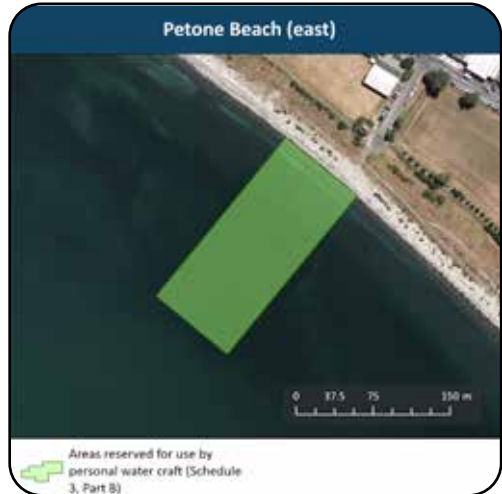 Petone Beach (east)
0 37.5 75 150 m
Areas reserved for use by
personal water craft (Schedule
3, Part B)